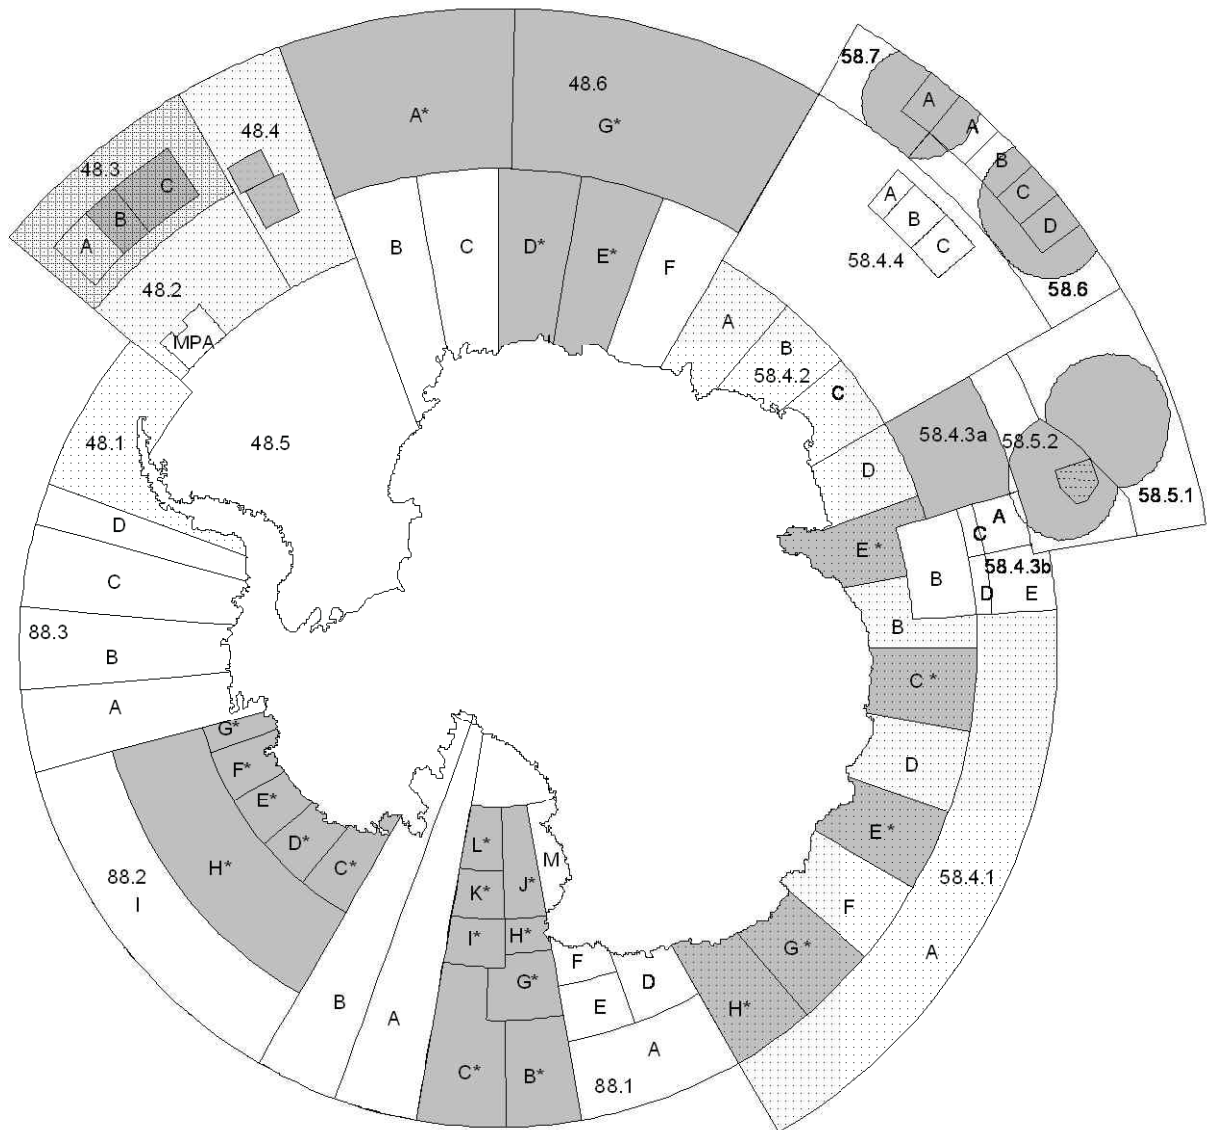 58.7
48.6
A
A*
G*
A
48.4
B
48.3
C
C
B
D
A
A
B
C
D*
E*
B
C
F
58.4.4
48.2
58.6
A
MPA
B
58.4.2
C
48.1
48.5
58.4.3a
58.5.2
D
58.5.1
D
A
C
E*
58.4.3b
C
B
D
E
88.3
B
B
C*
A
G*
D
F*
E*
E*
D*
L*
M
C*
H*
88.2
K*
J*
58.4.1
I
F
I*
H*
G*
A
F
G*
D
B
E
H*
A
A
C*
B*
88.1